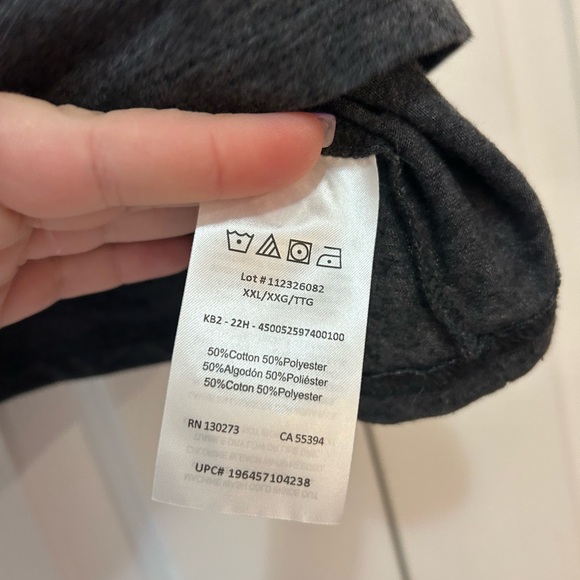 Lot #112326082
XXL/XXG/TTG
KB2 - 22H - 450052597400100
50%Cotton 50%Polyester
50%Algodón 50%Poliéster
50%Coton 50%Polyester
RN 130273 CA 55394
UPC# 196457104238